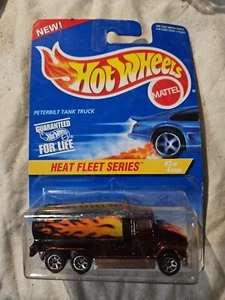 NEW!
Hot Wheels
MATTEL
PETERBILT TANK TRUCK
GUARANTEED
FOR LIFE
HEAT FLEET SERIES